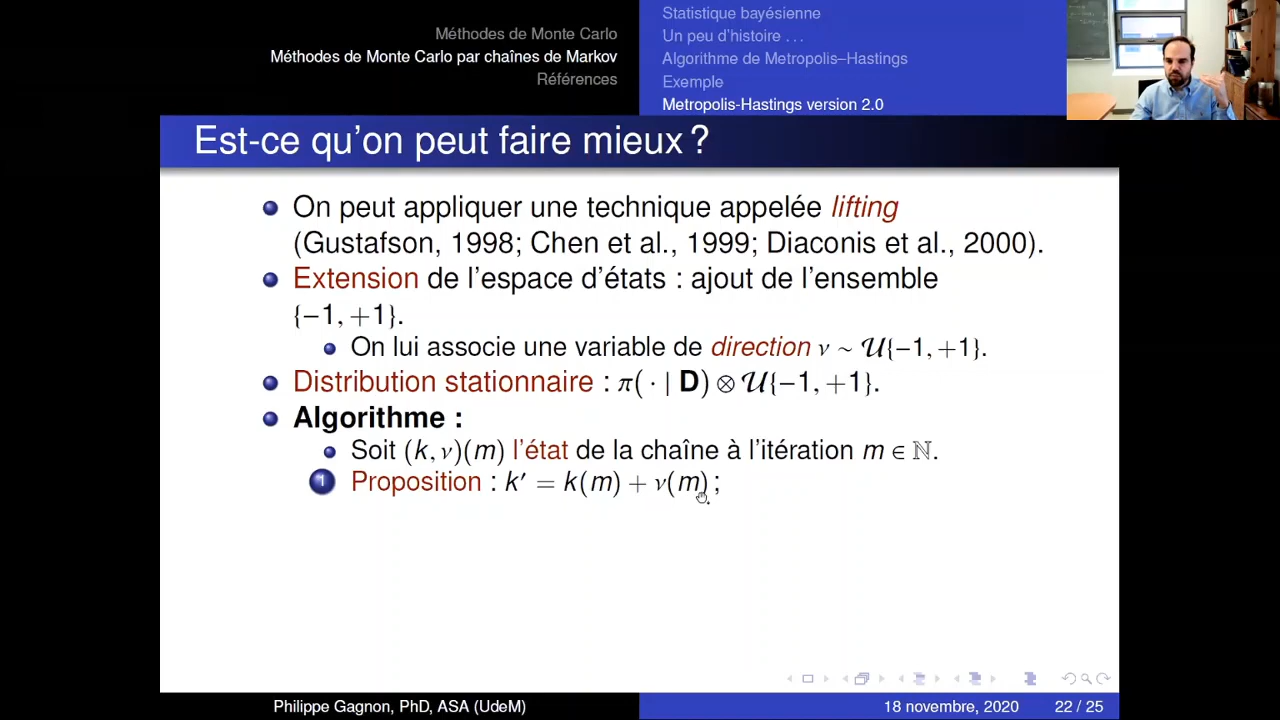 Méthodes de Monte Carlo
Méthodes de Monte Carlo par chaînes de Markov
Références
Statistique bayésienne
Un peu d'histoire ...
Algorithme de Metropolis–Hastings
Exemple
Metropolis-Hastings version 2.0
Est-ce qu'on peut faire mieux ?
On peut appliquer une technique appelée lifting
(Gustafson, 1998; Chen et al., 1999; Diaconis et al., 2000).
Extension de l'espace d'états : ajout de l'ensemble
{−1, +1}.
On lui associe une variable de direction ν ~ 𝒰{−1, +1}.
Distribution stationnaire : π( · | D) ⊗ 𝒰{−1, +1}.
Algorithme :
Soit (k, ν)(m) l'état de la chaîne à l'itération m ∈ ℕ.
1 Proposition : k′ = k(m) + ν(m) ;
Philippe Gagnon, PhD, ASA (UdeM)
18 novembre, 2020
22 / 25